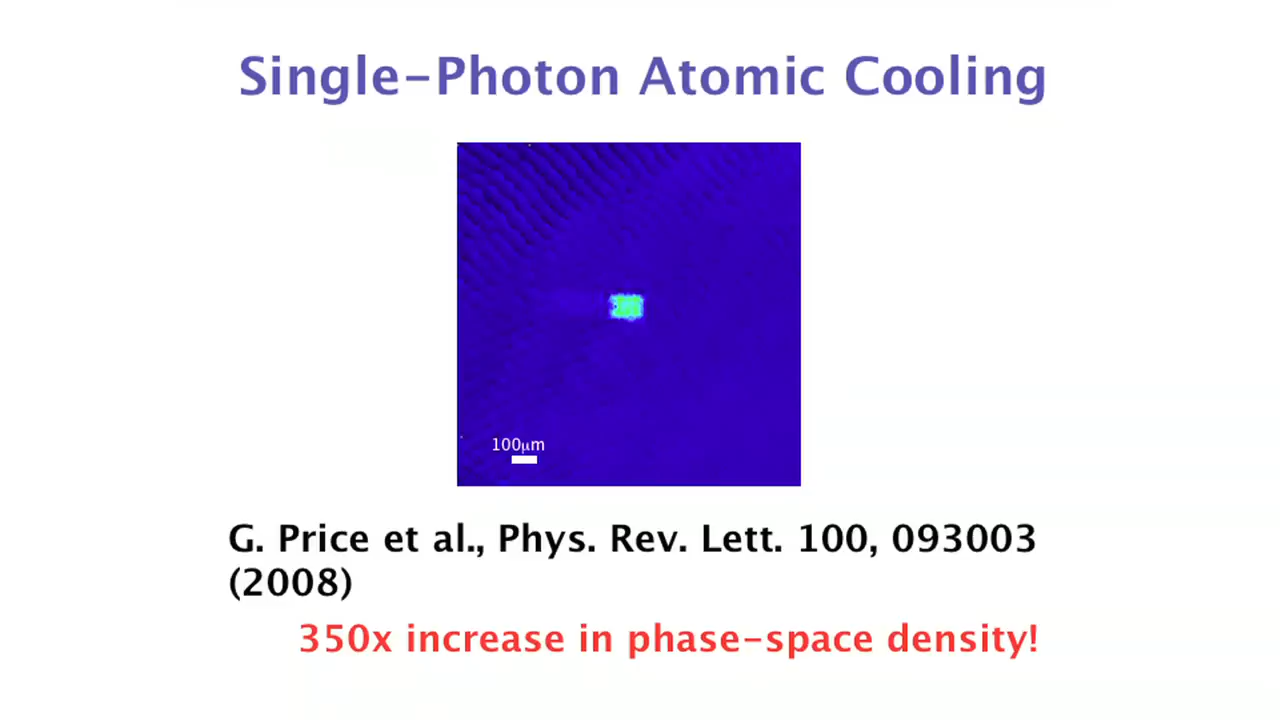 Single-Photon Atomic Cooling
100μm
G. Price et al., Phys. Rev. Lett. 100, 093003
(2008)
350x increase in phase-space density!